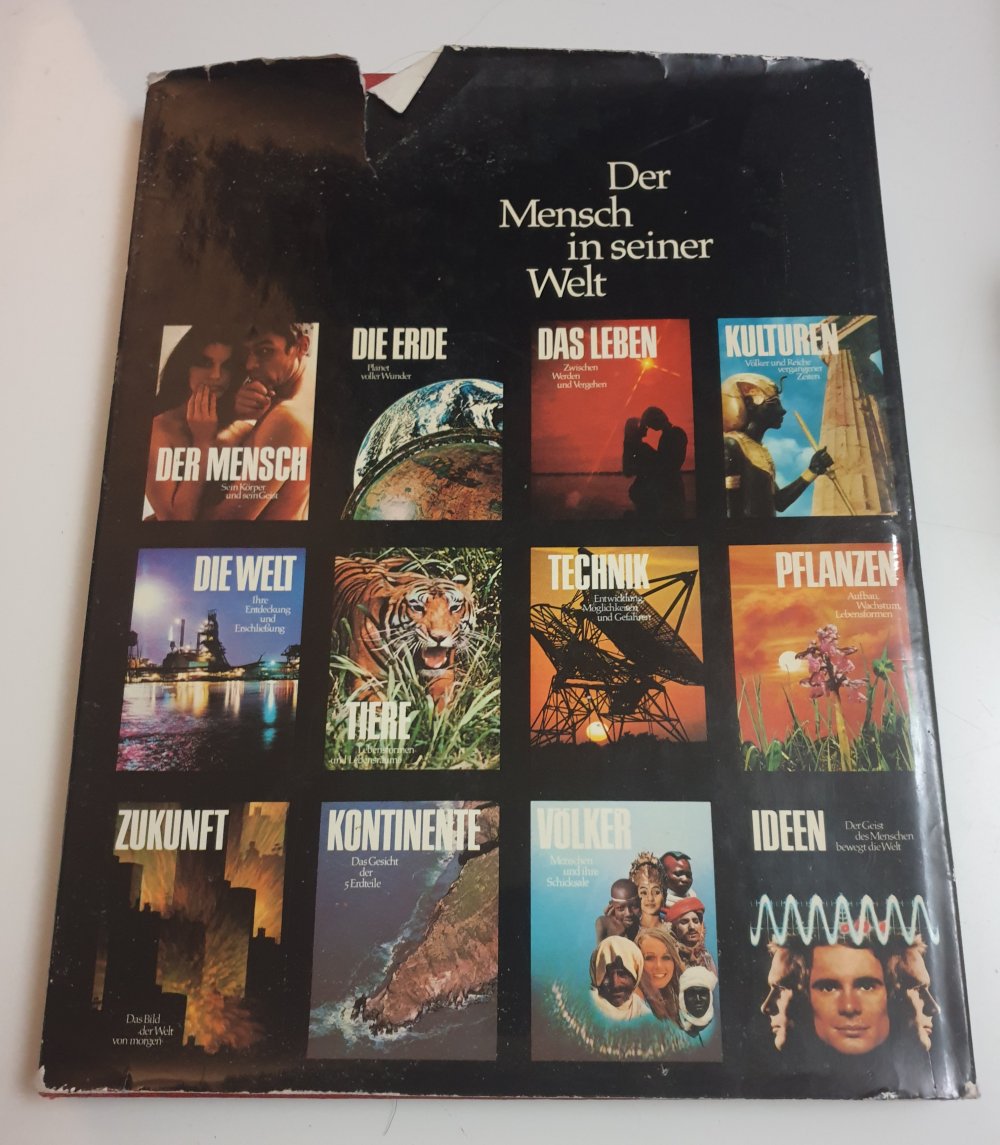 Der
Mensch
in seiner
Welt
DER MENSCH
Sein Körper
und sein Geist
DIE ERDE
Planet
voller Wunder
DAS LEBEN
Zwischen
Werden
und Vergehen
KULTUREN
Völker und Reiche
vergangener
Zeiten
DIE WELT
Ihre
Entdeckung
und
Erschließung
TIERE
Lebensformen
und Lebensräume
TECHNIK
Entwicklung,
Möglichkeiten
und Gefahren
PFLANZEN
Aufbau,
Wachstum,
Lebensformen
ZUKUNFT
Das Bild
der Welt
von morgen
KONTINENTE
Das Gesicht
der
5 Erdteile
VÖLKER
Menschen
und ihre
Schicksale
IDEEN
Der Geist
des Menschen
bewegt die Welt